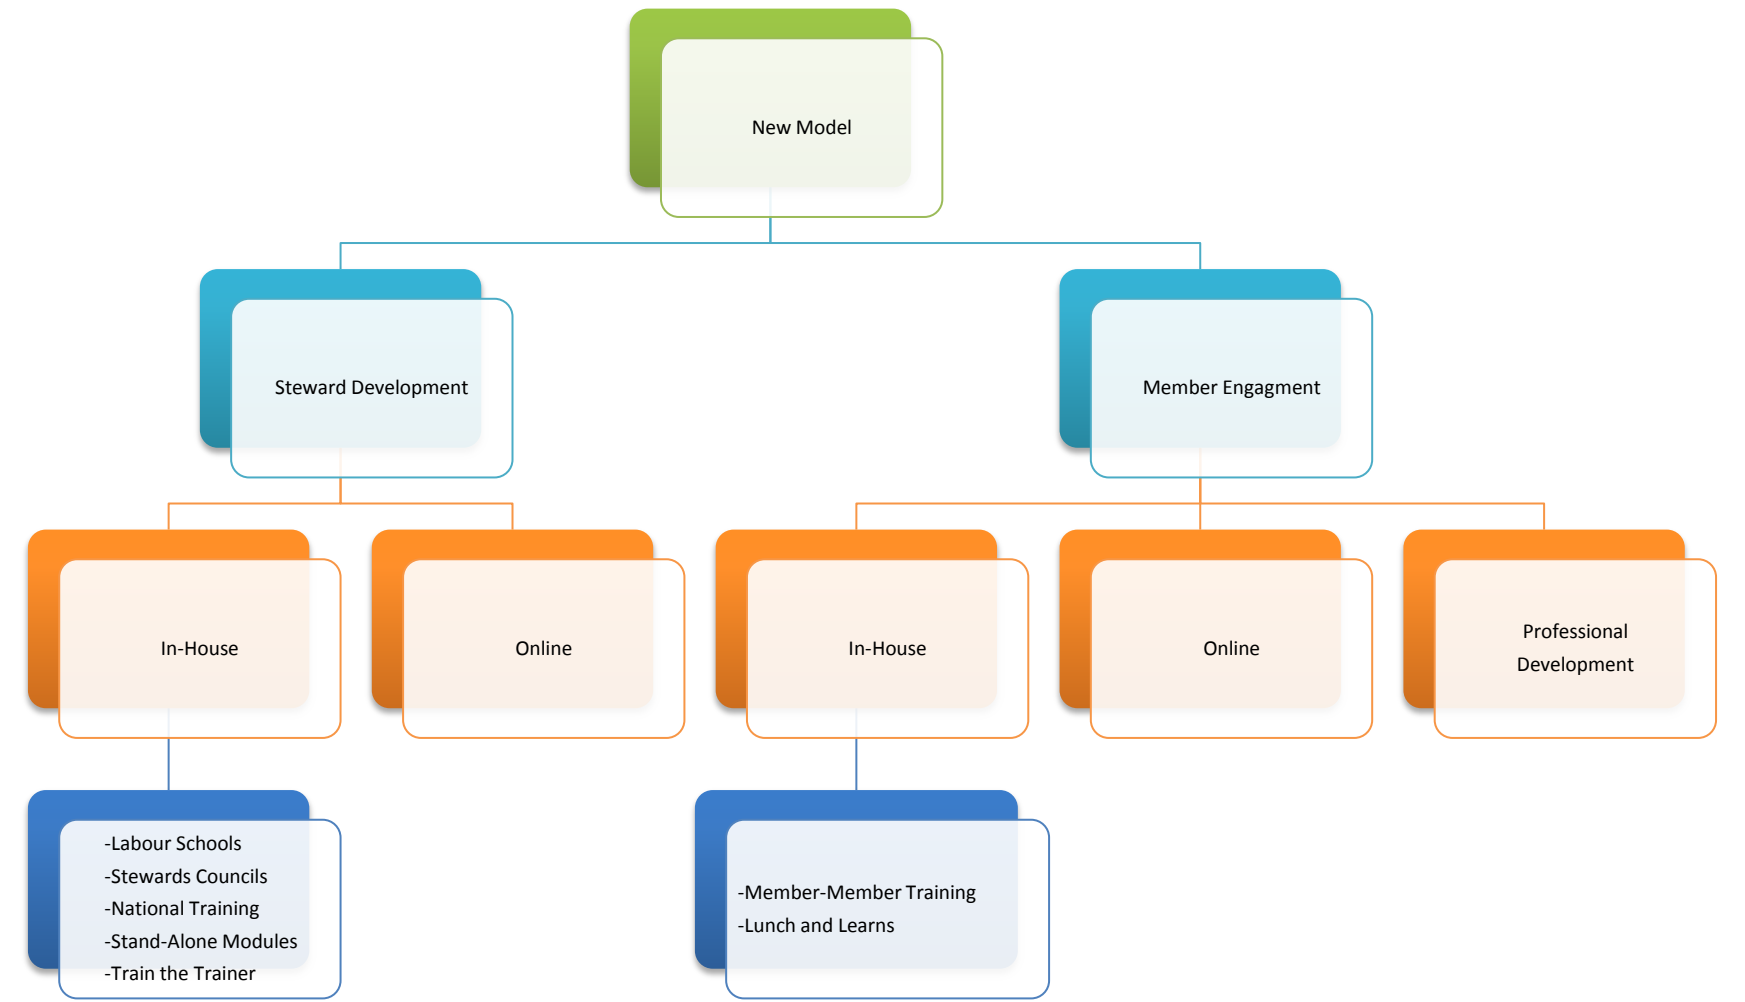 New Model
Steward Development
Member Engagment
In-House
Online
In-House
Online
Professional
Development
-Labour Schools
-Stewards Councils
-National Training
-Stand-Alone Modules
-Train the Trainer
-Member-Member Training
-Lunch and Learns